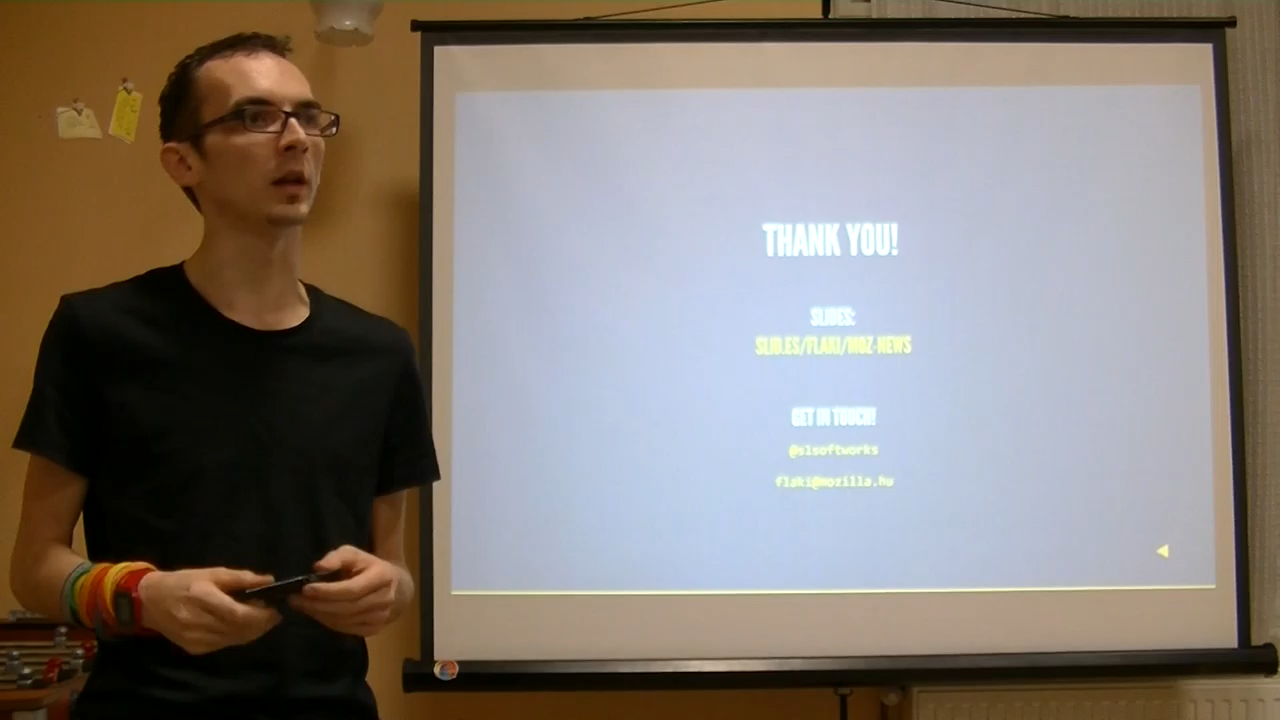 THANK YOU!
SLIDES:
SLID.ES/FLAKI/MOZ-NEWS
GET IN TOUCH!
@slsoftworks
flaki@mozilla.hu